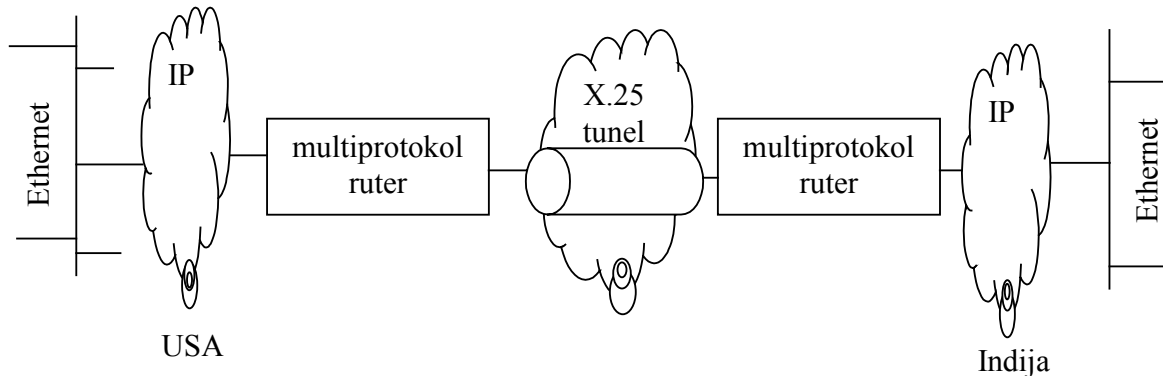 Ethernet
IP
USA
multiprotokol
ruter
X.25
tunel
multiprotokol
ruter
IP
Indija
Ethernet